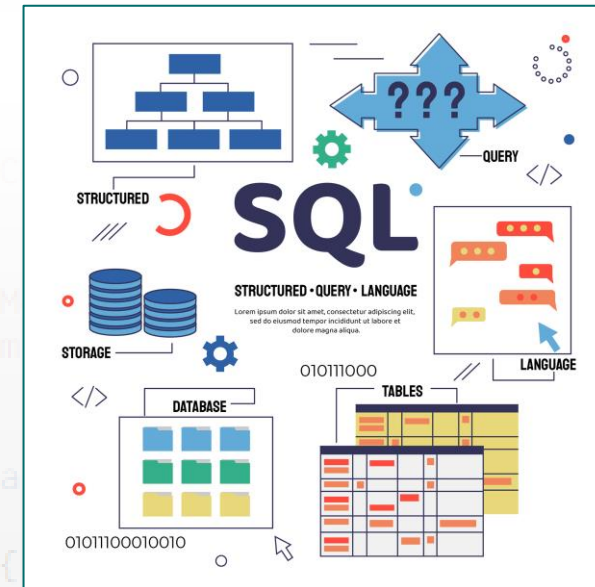 ???
QUERY
</>
STRUCTURED
SQL
STRUCTURED • QUERY • LANGUAGE
Lorem ipsum dolor sit amet, consectetur adipiscing elit,
sed do eiusmod tempor incididunt ut labore et
dolore magna aliqua.
STORAGE
LANGUAGE
010111000
TABLES
</>
DATABASE
01011100010010
{